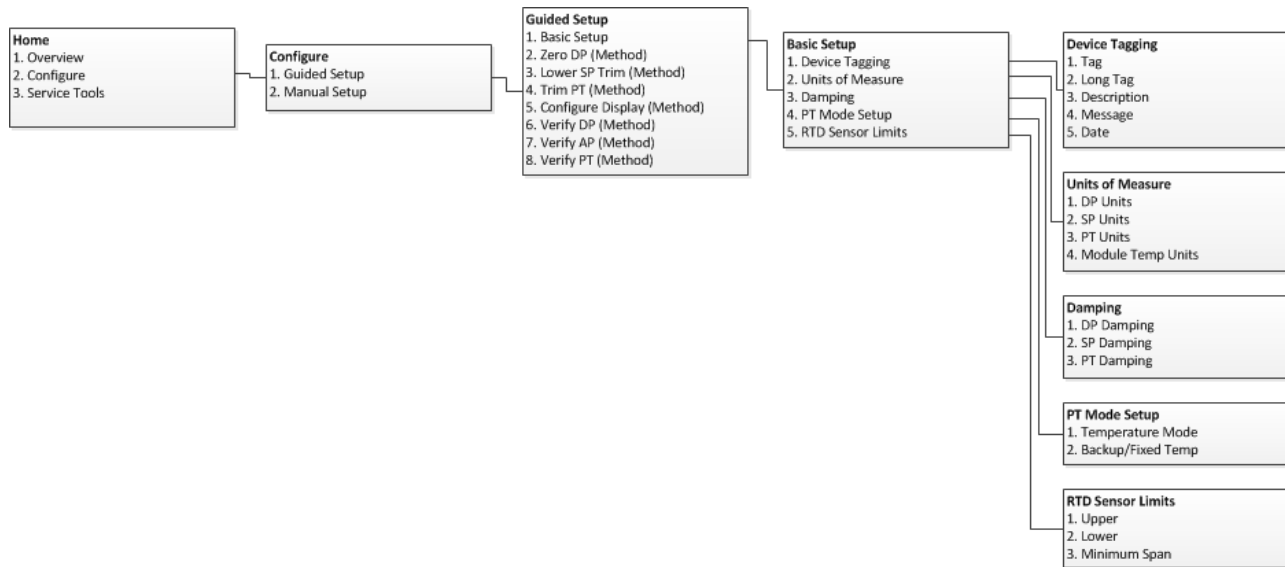 Home
1. Overview
2. Configure
3. Service Tools
Configure
1. Guided Setup
2. Manual Setup
Guided Setup
1. Basic Setup
2. Zero DP (Method)
3. Lower SP Trim (Method)
4. Trim PT (Method)
5. Configure Display (Method)
6. Verify DP (Method)
7. Verify AP (Method)
8. Verify PT (Method)
Basic Setup
1. Device Tagging
2. Units of Measure
3. Damping
4. PT Mode Setup
5. RTD Sensor Limits
Device Tagging
1. Tag
2. Long Tag
3. Description
4. Message
5. Date
Units of Measure
1. DP Units
2. SP Units
3. PT Units
4. Module Temp Units
Damping
1. DP Damping
2. SP Damping
3. PT Damping
PT Mode Setup
1. Temperature Mode
2. Backup/Fixed Temp
RTD Sensor Limits
1. Upper
2. Lower
3. Minimum Span